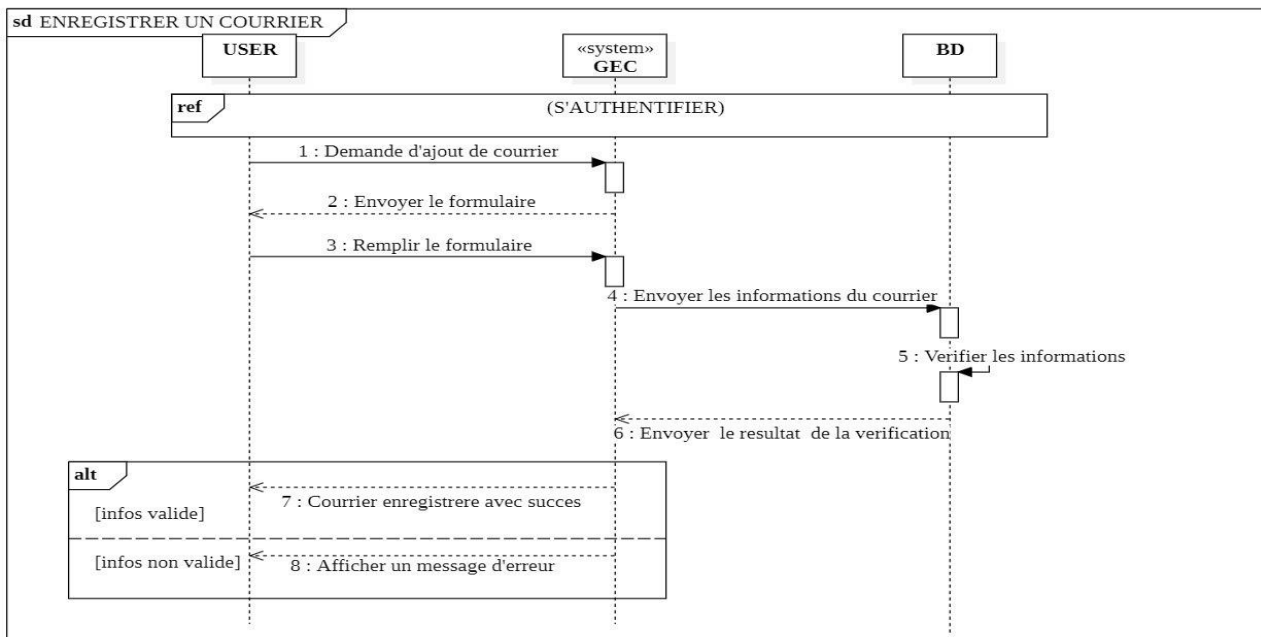 sd ENREGISTRER UN COURRIER
USER
«system»
GEC
BD
ref
(S'AUTHENTIFIER)
1 : Demande d'ajout de courrier
2 : Envoyer le formulaire
3 : Remplir le formulaire
4 : Envoyer les informations du courrier
5 : Verifier les informations
6 : Envoyer le resultat de la verification
alt
7 : Courrier enregistrere avec succes
[infos valide]
[infos non valide]
8 : Afficher un message d'erreur